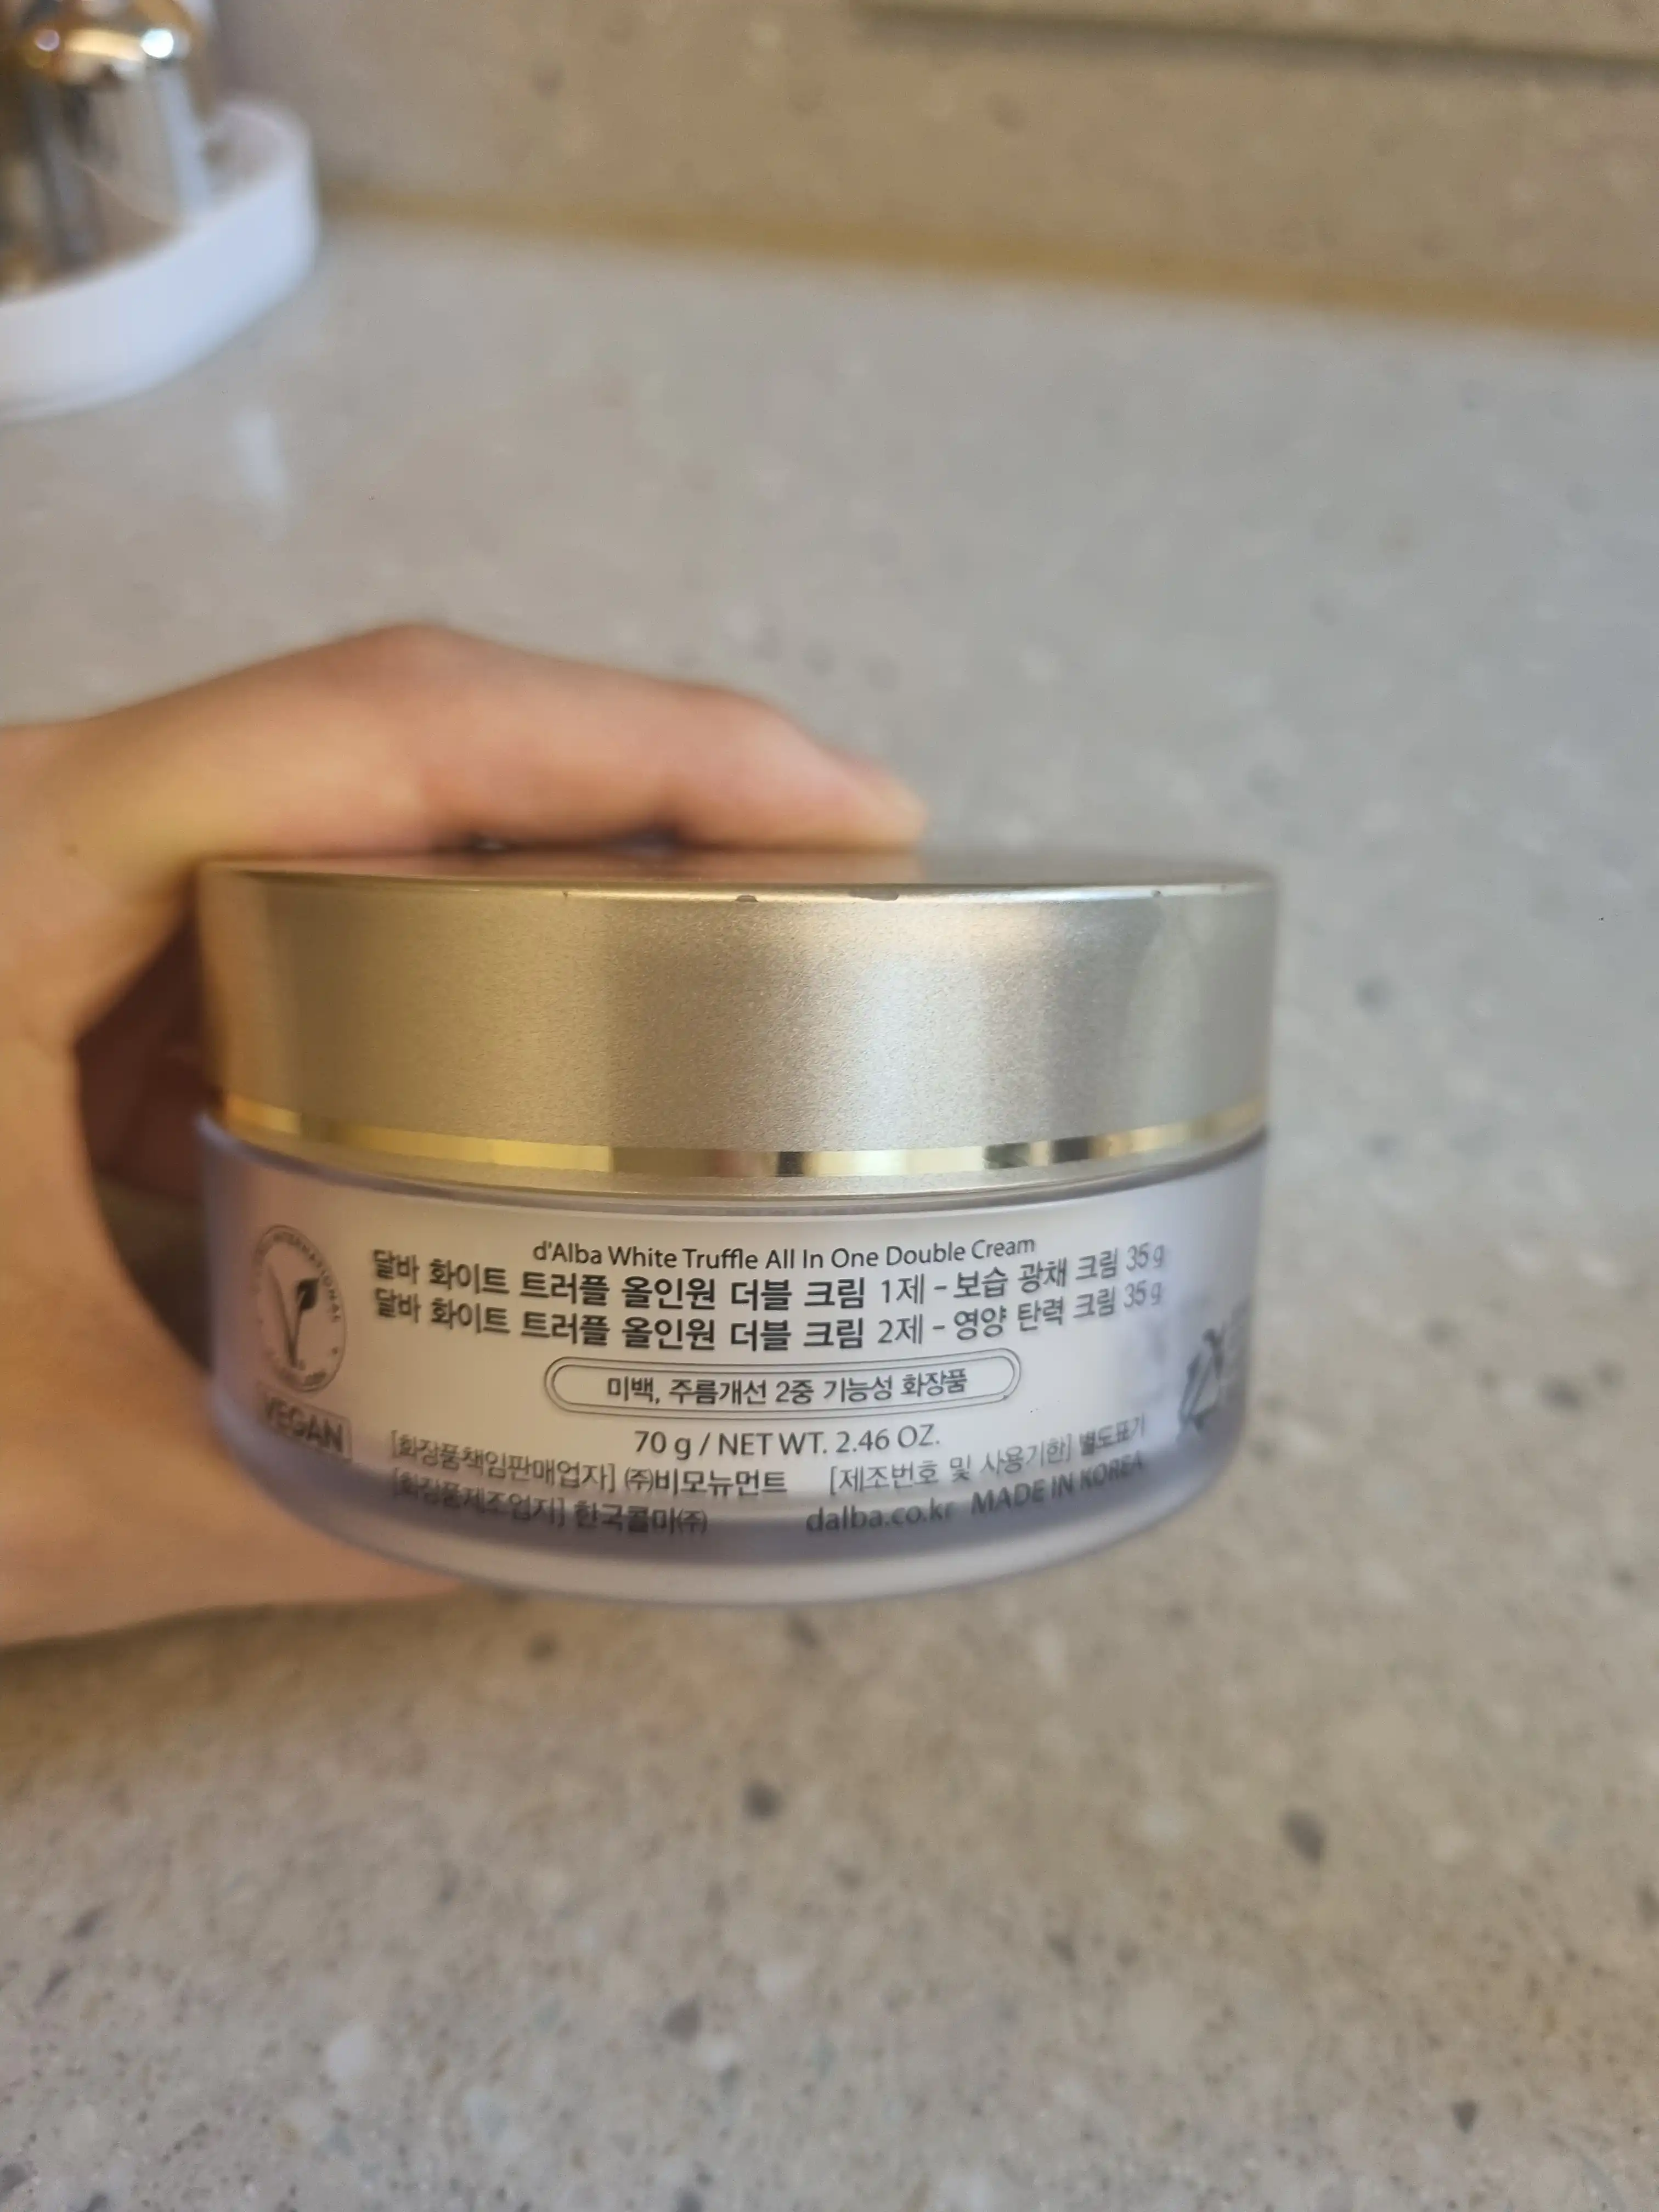 d'Alba White Truffle All In One Double Cream
달바 화이트 트러플 올인원 더블 크림 1제 - 보습 광채 크림 35 g
달바 화이트 트러플 올인원 더블 크림 2제 - 영양 탄력 크림 35 g
미백, 주름개선 2중 기능성 화장품
70 g / NET WT. 2.46 OZ.
[화장품책임판매업자] ㈜비모뉴먼트 [제조번호 및 사용기한] 별도표기
[화장품제조업자] 한국콜마㈜ dalba.co.kr MADE IN KOREA
INTERNATIONAL
VEGAN